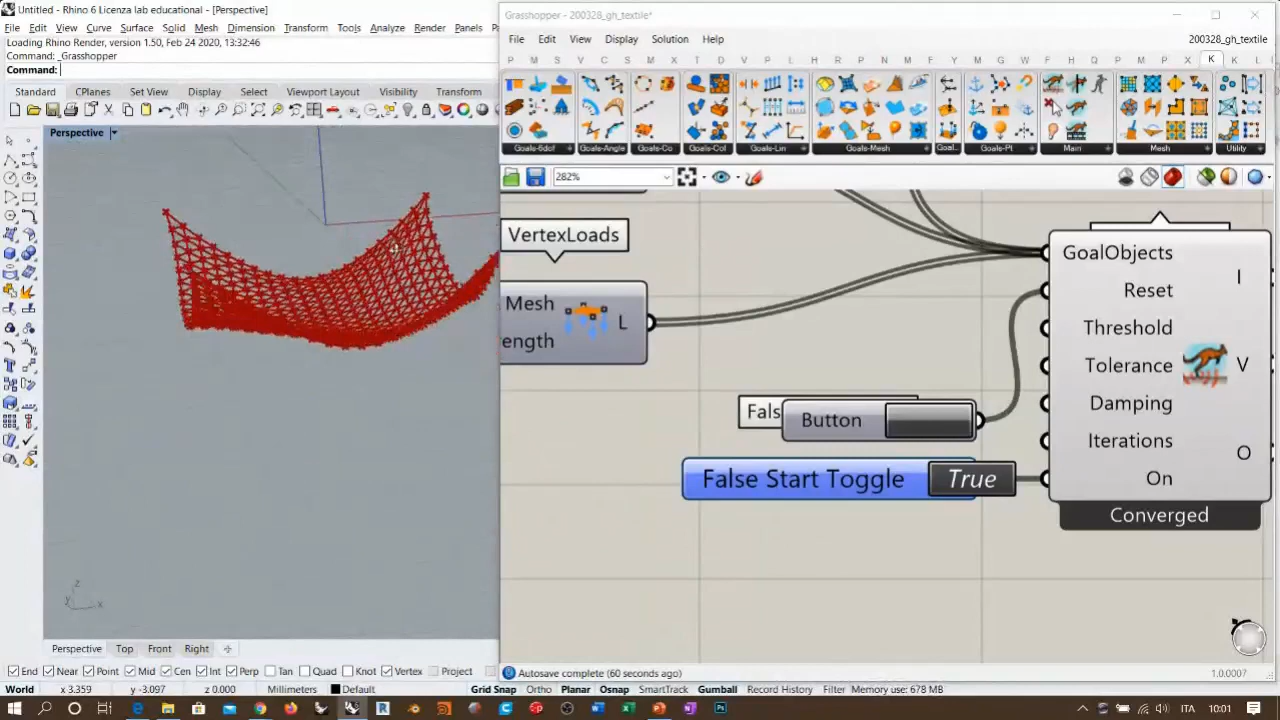 Untitled - Rhino 6 Licenza lab educational - [Perspective]
File Edit View Curve Surface Solid Mesh Dimension Transform Tools Analyze Render Panels
Loading Rhino Render, version 1.50, Feb 24 2020, 13:32:46
Command: _Grasshopper
Command:
Standard CPlanes Set View Display Select Viewport Layout Visibility Transform
Perspective
Grasshopper - 200328_gh_textile*
File Edit View Display Solution Help 200328_gh_textile
P M S V C S M X T D V T L P M Y G W F H B N P E L K K L
Goals-6dof Goals-Angle Goals-Co Goals-Col Goals-Lin Goals-Mesh Goal... Goals-Pt Main Mesh Utility
282%
VertexLoads
Mesh
ength
L
GoalObjects
Reset
Threshold
Tolerance
Damping
Iterations
On
I
V
O
Converged
Fals
Button
False Start Toggle True
z
y
x
Perspective Top Front Right
End Near Point Mid Cen Int Perp Tan Quad Knot Vertex Project
Autosave complete (60 seconds ago) 1.0.0007
World x 3.359 y -3.097 z 0.000 Millimeters Default Grid Snap Ortho Planar Osnap SmartTrack Gumball Record History Filter Memory use: 678 MB
ITA 10:01